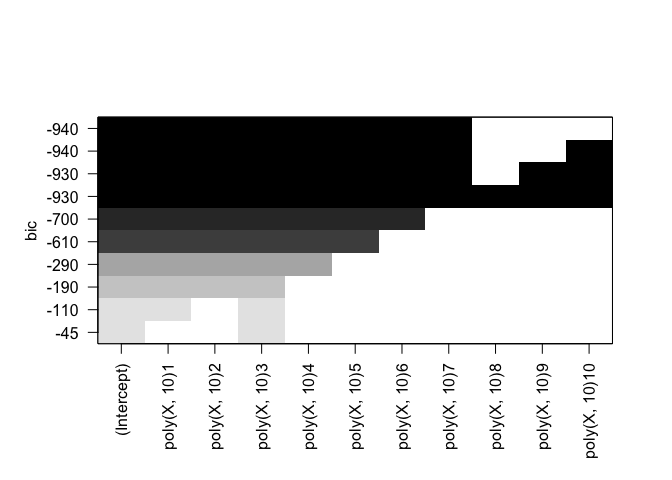 bic
-940
-940
-930
-930
-700
-610
-290
-190
-110
-45
(Intercept)
poly(X, 10)1
poly(X, 10)2
poly(X, 10)3
poly(X, 10)4
poly(X, 10)5
poly(X, 10)6
poly(X, 10)7
poly(X, 10)8
poly(X, 10)9
poly(X, 10)10